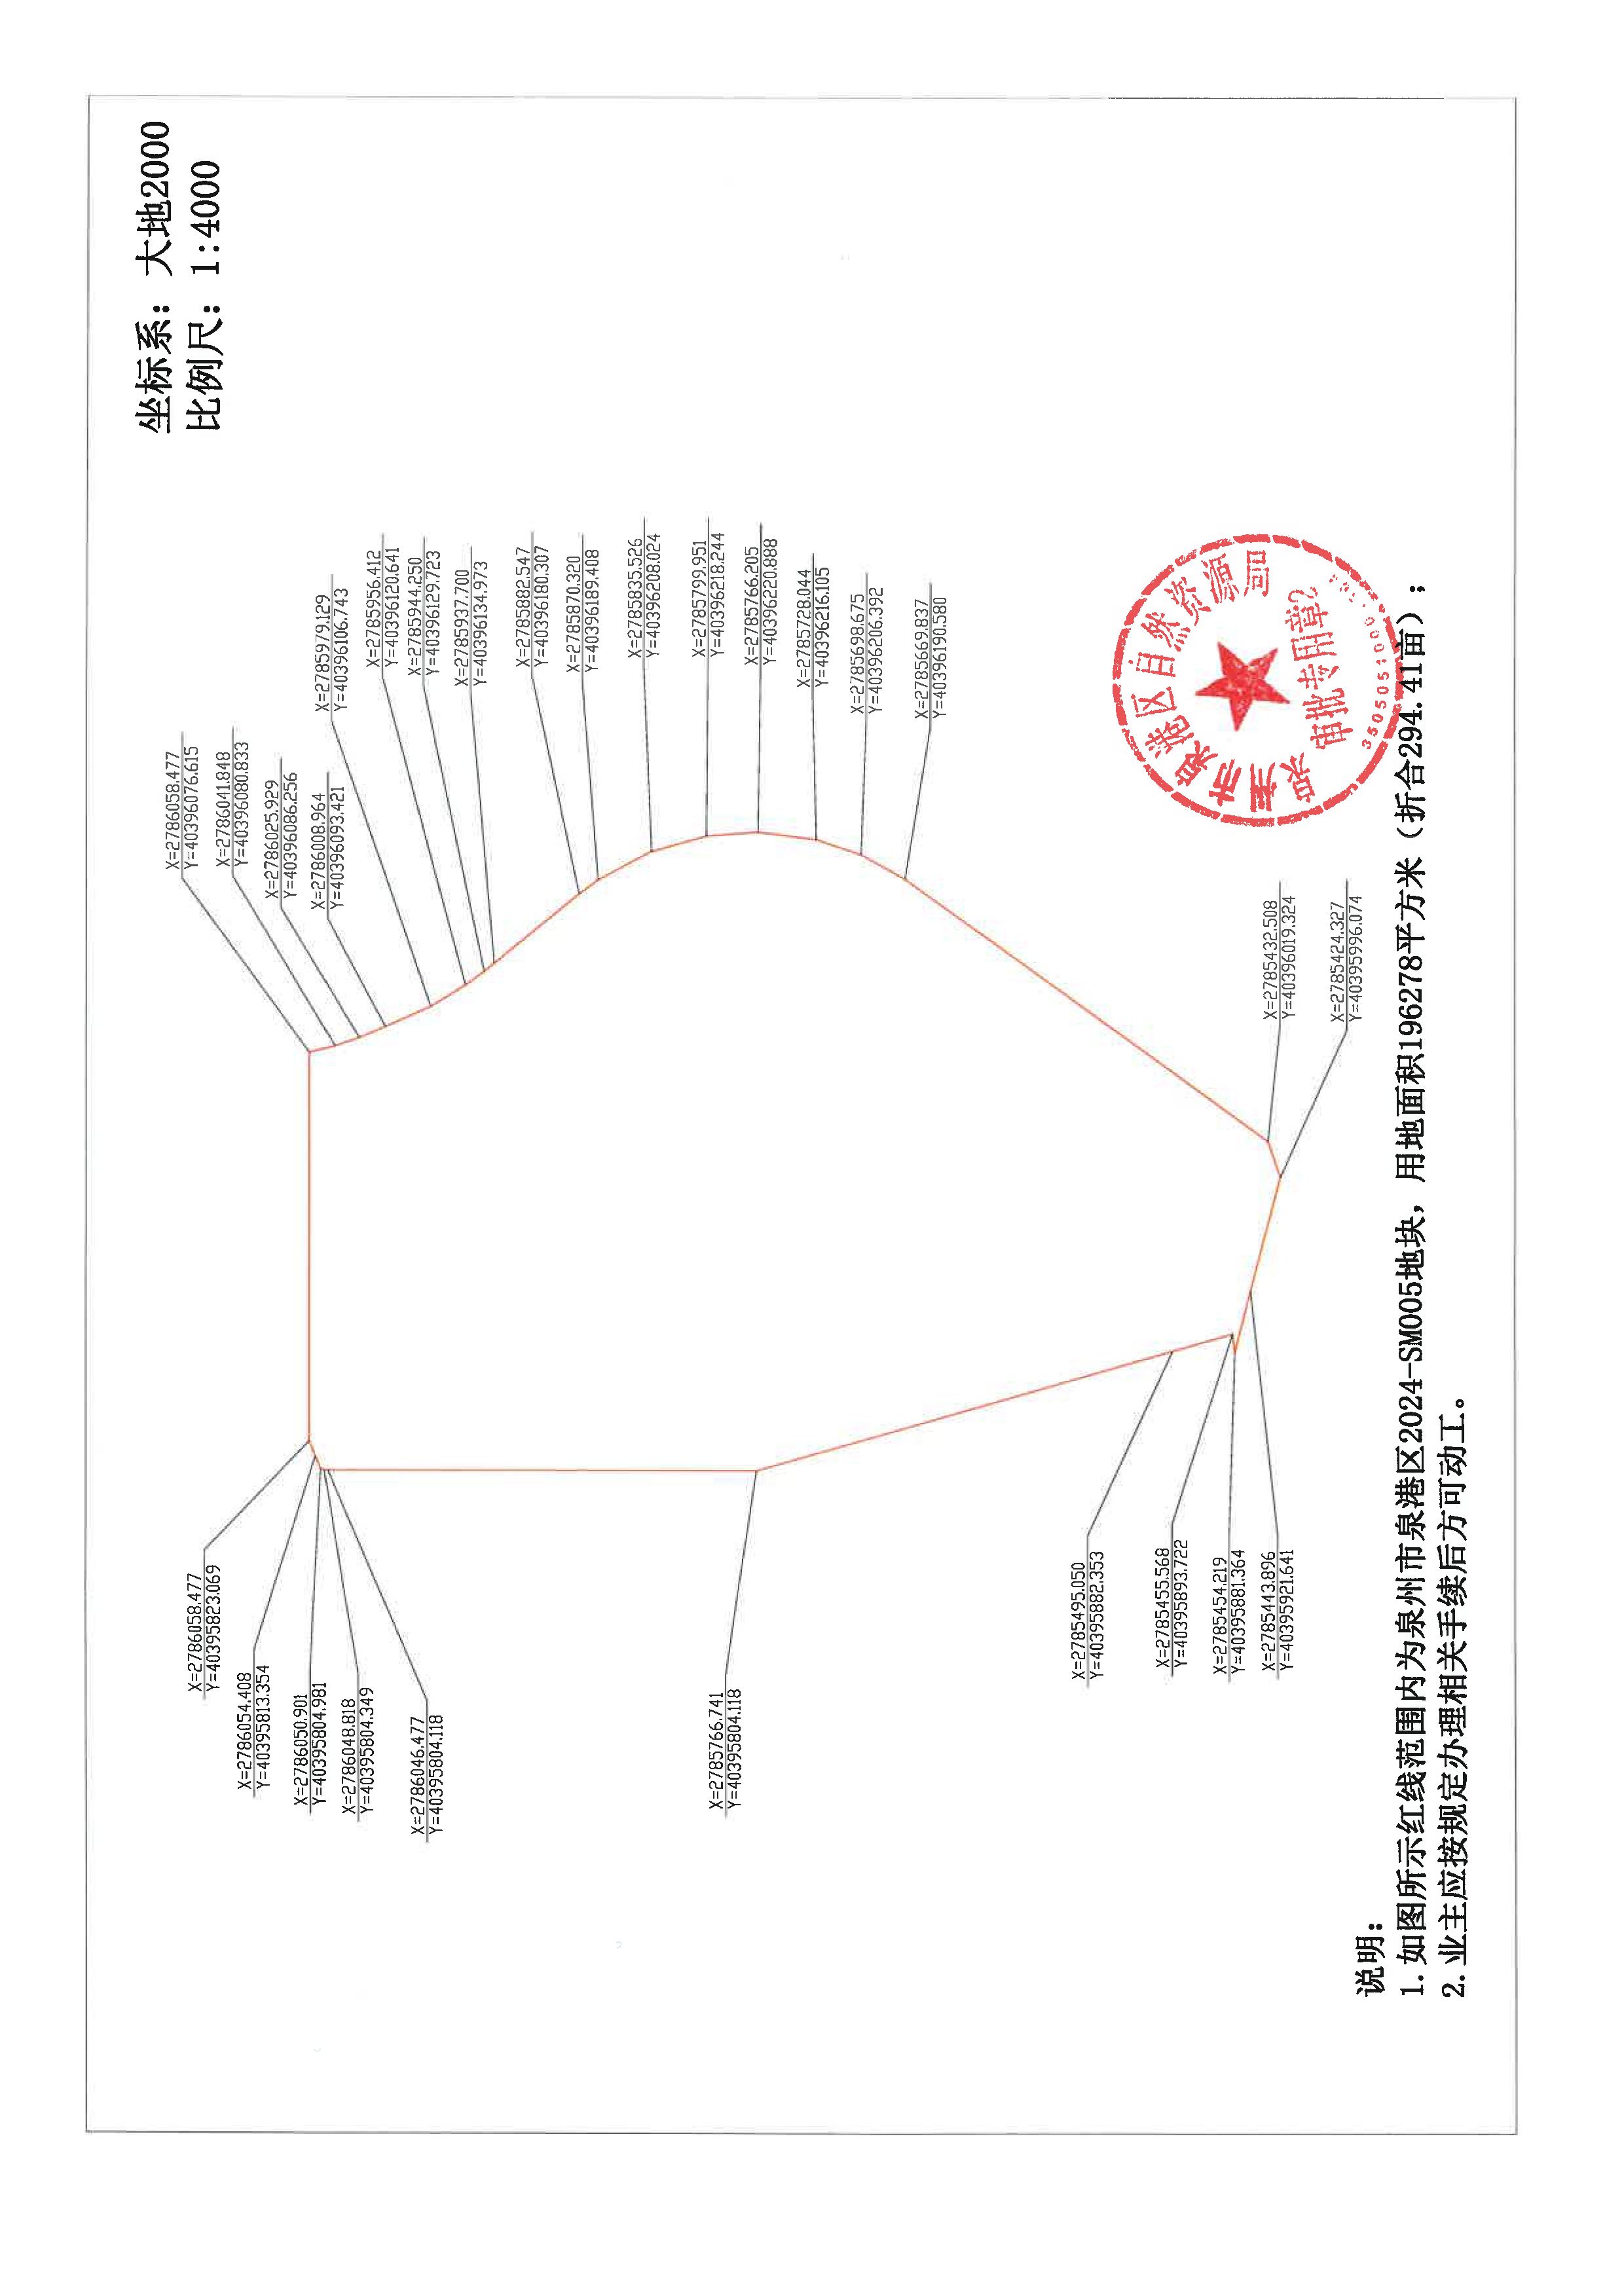 坐标系：大地2000
比例尺：1:4000
X=2786058.477
Y=40396076.615
X=2786041.848
Y=40396080.833
X=2786025.929
Y=40396086.256
X=2786008.964
Y=40396093.421
X=2785979.129
Y=40396106.743
X=2785956.412
Y=40396120.641
X=2785944.250
Y=40396129.723
X=2785937.700
Y=40396134.973
X=2785882.547
Y=40396180.307
X=2785870.320
Y=40396189.408
X=2785835.526
Y=40396208.024
X=2785799.951
Y=40396218.244
X=2785766.205
Y=40396220.888
X=2785728.044
Y=40396216.105
X=2785698.675
Y=40396206.392
X=2785669.837
Y=40396190.580
X=2785432.508
Y=40396019.324
X=2785424.327
Y=40395996.074
X=2786058.477
Y=40395823.069
X=2786054.408
Y=40395813.354
X=2786050.901
Y=40395804.981
X=2786048.818
Y=40395804.349
X=2786046.477
Y=40395804.118
X=2785766.741
Y=40395804.118
X=2785495.050
Y=40395882.353
X=2785455.568
Y=40395893.722
X=2785454.219
Y=40395881.364
X=2785443.896
Y=40395921.641
泉州市泉港区自然资源局
审批专用章2
说明：
1.如图所示红线范围内为泉州市泉港区2024-SM005地块，用地面积196278平方米（折合294.41亩）；
2.业主应按规定办理相关手续后方可动工。